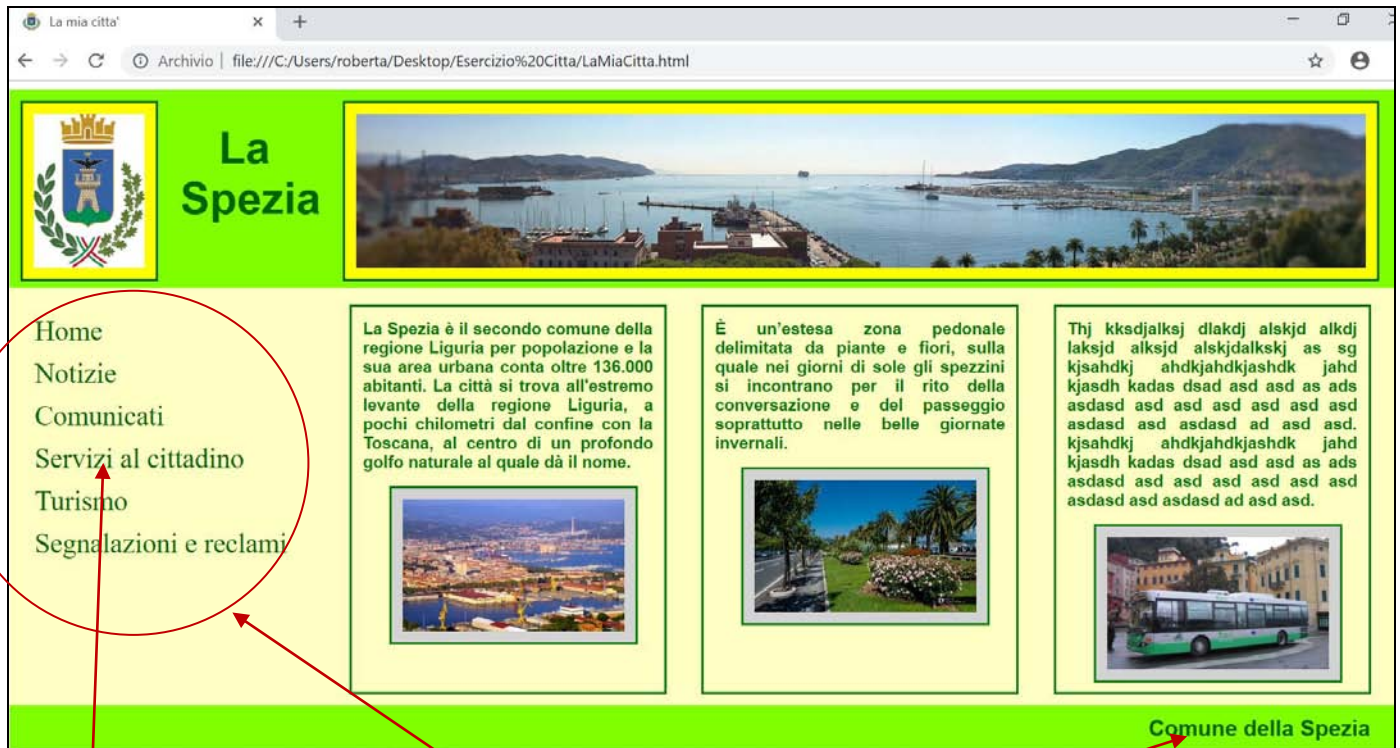 La mia citta'
Archivio | file:///C:/Users/roberta/Desktop/Esercizio%20Citta/LaMiaCitta.html
La
Spezia
Home
Notizie
Comunicati
Servizi al cittadino
Turismo
Segnalazioni e reclami
La Spezia è il secondo comune della
regione Liguria per popolazione e la
sua area urbana conta oltre 136.000
abitanti. La città si trova all'estremo
levante della regione Liguria, a
pochi chilometri dal confine con la
Toscana, al centro di un profondo
golfo naturale al quale dà il nome.
È un'estesa zona pedonale
delimitata da piante e fiori, sulla
quale nei giorni di sole gli spezzini
si incontrano per il rito della
conversazione e del passeggio
soprattutto nelle belle giornate
invernali.
Thj kksdjalksj dlakdj alskjd alkdj
laksjd alksjd alskjdalkskj as sg
kjsahdkj ahdkjahdkjashdk jahd
kjasdh kadas dsad asd asd as ads
asdasd asd asd asd asd asd asd
asdasd asd asdasd ad asd asd.
kjsahdkj ahdkjahdkjashdk jahd
kjasdh kadas dsad asd asd as ads
asdasd asd asd asd asd asd asd
asdasd asd asdasd ad asd asd.
Comune della Spezia